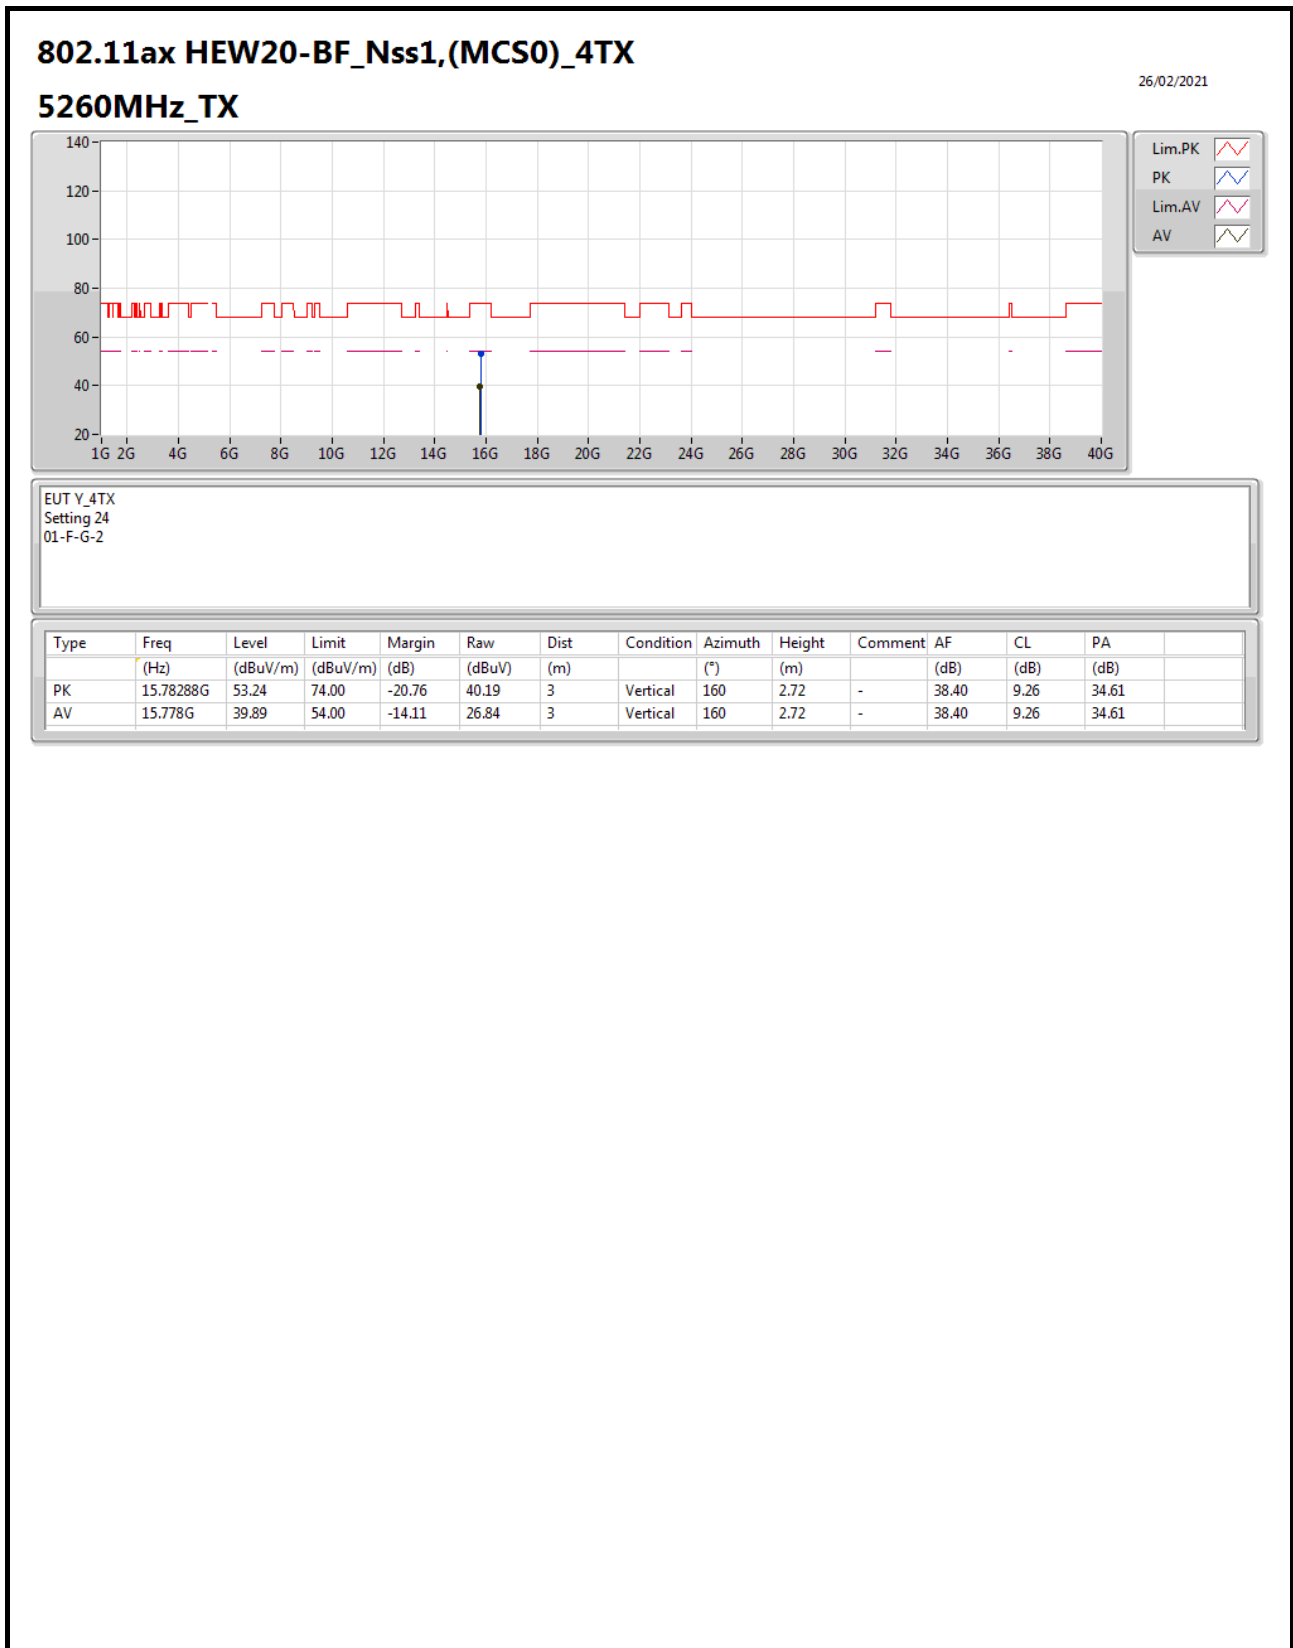 802.11ax HEW20-BF_Nss1,(MCS0)_4TX
26/02/2021
5260MHz_TX
140
120
100
80
60
40
20
1G 2G 4G 6G 8G 10G 12G 14G 16G 18G 20G 22G 24G 26G 28G 30G 32G 34G 36G 38G 40G
Lim.PK
PK
Lim.AV
AV
EUT Y_4TX
Setting 24
01-F-G-2
Type Freq Level Limit Margin Raw Dist Condition Azimuth Height Comment AF CL PA
(Hz) (dBuV/m) (dBuV/m) (dB) (dBuV) (m) (°) (m) (dB) (dB) (dB)
PK 15.78288G 53.24 74.00 -20.76 40.19 3 Vertical 160 2.72 - 38.40 9.26 34.61
AV 15.778G 39.89 54.00 -14.11 26.84 3 Vertical 160 2.72 - 38.40 9.26 34.61